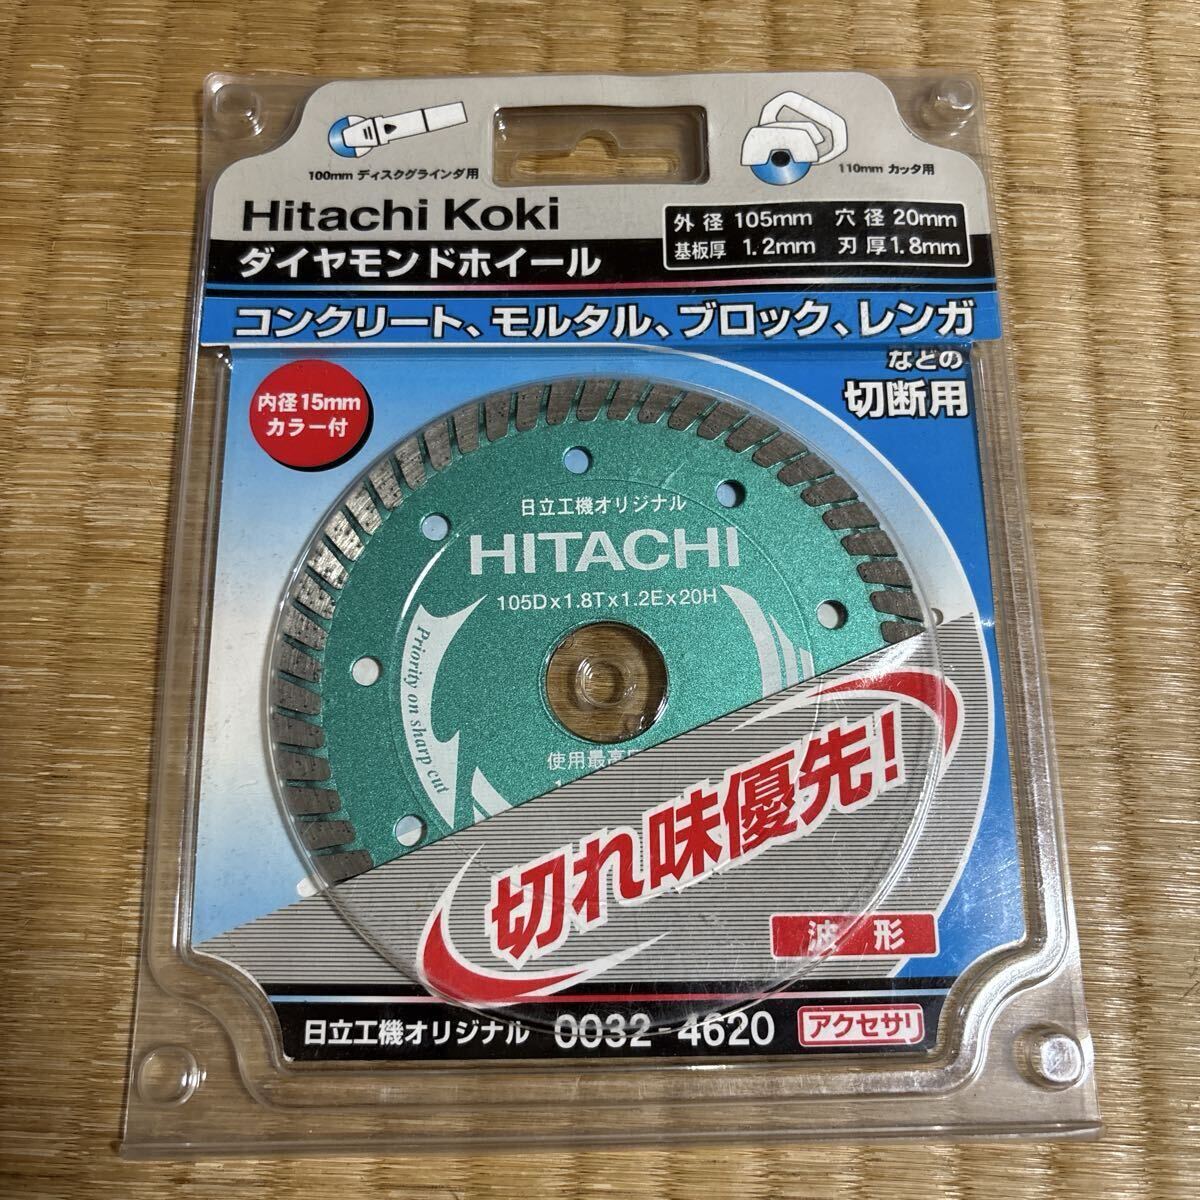 100mm ディスクグラインダ用
110mm カッタ用
Hitachi Koki
ダイヤモンドホイール
外径 105mm 穴径 20mm
基板厚 1.2mm 刃厚 1.8mm
コンクリート、モルタル、ブロック、レンガ
などの
切断用
内径15mm
カラー付
日立工機オリジナル
HITACHI
105D x 1.8T x 1.2E x 20H
Priority on sharp cut
使用最高
切れ味優先!
波形
日立工機オリジナル 0032-4620 アクセサリ